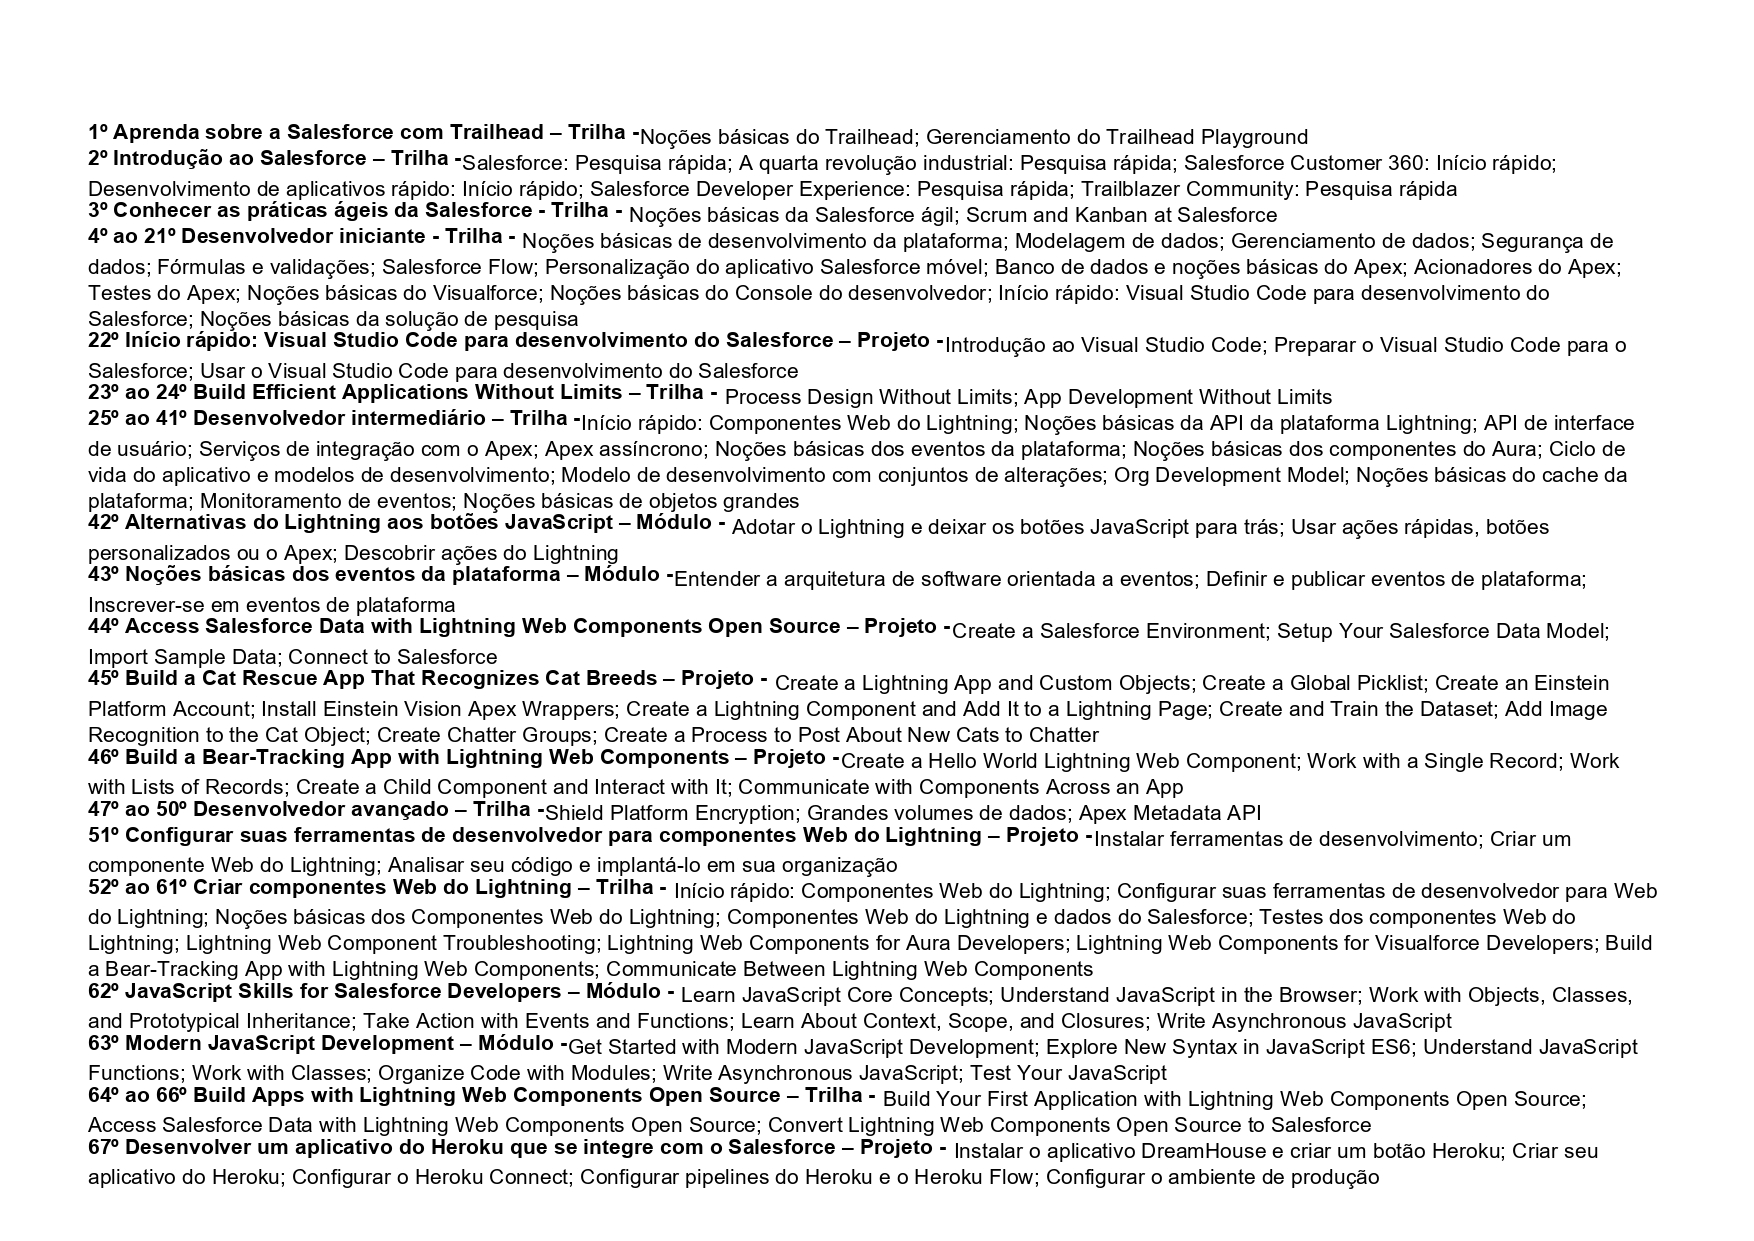 1º Aprenda sobre a Salesforce com Trailhead – Trilha -Noções básicas do Trailhead; Gerenciamento do Trailhead Playground
2º Introdução ao Salesforce – Trilha -Salesforce: Pesquisa rápida; A quarta revolução industrial: Pesquisa rápida; Salesforce Customer 360: Início rápido;
Desenvolvimento de aplicativos rápido: Início rápido; Salesforce Developer Experience: Pesquisa rápida; Trailblazer Community: Pesquisa rápida
3º Conhecer as práticas ágeis da Salesforce - Trilha - Noções básicas da Salesforce ágil; Scrum and Kanban at Salesforce
4º ao 21º Desenvolvedor iniciante - Trilha - Noções básicas de desenvolvimento da plataforma; Modelagem de dados; Gerenciamento de dados; Segurança de
dados; Fórmulas e validações; Salesforce Flow; Personalização do aplicativo Salesforce móvel; Banco de dados e noções básicas do Apex; Acionadores do Apex;
Testes do Apex; Noções básicas do Visualforce; Noções básicas do Console do desenvolvedor; Início rápido: Visual Studio Code para desenvolvimento do
Salesforce; Noções básicas da solução de pesquisa
22º Início rápido: Visual Studio Code para desenvolvimento do Salesforce – Projeto -Introdução ao Visual Studio Code; Preparar o Visual Studio Code para o
Salesforce; Usar o Visual Studio Code para desenvolvimento do Salesforce
23º ao 24º Build Efficient Applications Without Limits – Trilha - Process Design Without Limits; App Development Without Limits
25º ao 41º Desenvolvedor intermediário – Trilha -Início rápido: Componentes Web do Lightning; Noções básicas da API da plataforma Lightning; API de interface
de usuário; Serviços de integração com o Apex; Apex assíncrono; Noções básicas dos eventos da plataforma; Noções básicas dos componentes do Aura; Ciclo de
vida do aplicativo e modelos de desenvolvimento; Modelo de desenvolvimento com conjuntos de alterações; Org Development Model; Noções básicas do cache da
plataforma; Monitoramento de eventos; Noções básicas de objetos grandes
42º Alternativas do Lightning aos botões JavaScript – Módulo - Adotar o Lightning e deixar os botões JavaScript para trás; Usar ações rápidas, botões
personalizados ou o Apex; Descobrir ações do Lightning
43º Noções básicas dos eventos da plataforma – Módulo -Entender a arquitetura de software orientada a eventos; Definir e publicar eventos de plataforma;
Inscrever-se em eventos de plataforma
44º Access Salesforce Data with Lightning Web Components Open Source – Projeto -Create a Salesforce Environment; Setup Your Salesforce Data Model;
Import Sample Data; Connect to Salesforce
45º Build a Cat Rescue App That Recognizes Cat Breeds – Projeto - Create a Lightning App and Custom Objects; Create a Global Picklist; Create an Einstein
Platform Account; Install Einstein Vision Apex Wrappers; Create a Lightning Component and Add It to a Lightning Page; Create and Train the Dataset; Add Image
Recognition to the Cat Object; Create Chatter Groups; Create a Process to Post About New Cats to Chatter
46º Build a Bear-Tracking App with Lightning Web Components – Projeto -Create a Hello World Lightning Web Component; Work with a Single Record; Work
with Lists of Records; Create a Child Component and Interact with It; Communicate with Components Across an App
47º ao 50º Desenvolvedor avançado – Trilha -Shield Platform Encryption; Grandes volumes de dados; Apex Metadata API
51º Configurar suas ferramentas de desenvolvedor para componentes Web do Lightning – Projeto -Instalar ferramentas de desenvolvimento; Criar um
componente Web do Lightning; Analisar seu código e implantá-lo em sua organização
52º ao 61º Criar componentes Web do Lightning – Trilha - Início rápido: Componentes Web do Lightning; Configurar suas ferramentas de desenvolvedor para Web
do Lightning; Noções básicas dos Componentes Web do Lightning; Componentes Web do Lightning e dados do Salesforce; Testes dos componentes Web do
Lightning; Lightning Web Component Troubleshooting; Lightning Web Components for Aura Developers; Lightning Web Components for Visualforce Developers; Build
a Bear-Tracking App with Lightning Web Components; Communicate Between Lightning Web Components
62º JavaScript Skills for Salesforce Developers – Módulo - Learn JavaScript Core Concepts; Understand JavaScript in the Browser; Work with Objects, Classes,
and Prototypical Inheritance; Take Action with Events and Functions; Learn About Context, Scope, and Closures; Write Asynchronous JavaScript
63º Modern JavaScript Development – Módulo -Get Started with Modern JavaScript Development; Explore New Syntax in JavaScript ES6; Understand JavaScript
Functions; Work with Classes; Organize Code with Modules; Write Asynchronous JavaScript; Test Your JavaScript
64º ao 66º Build Apps with Lightning Web Components Open Source – Trilha - Build Your First Application with Lightning Web Components Open Source;
Access Salesforce Data with Lightning Web Components Open Source; Convert Lightning Web Components Open Source to Salesforce
67º Desenvolver um aplicativo do Heroku que se integre com o Salesforce – Projeto - Instalar o aplicativo DreamHouse e criar um botão Heroku; Criar seu
aplicativo do Heroku; Configurar o Heroku Connect; Configurar pipelines do Heroku e o Heroku Flow; Configurar o ambiente de produção